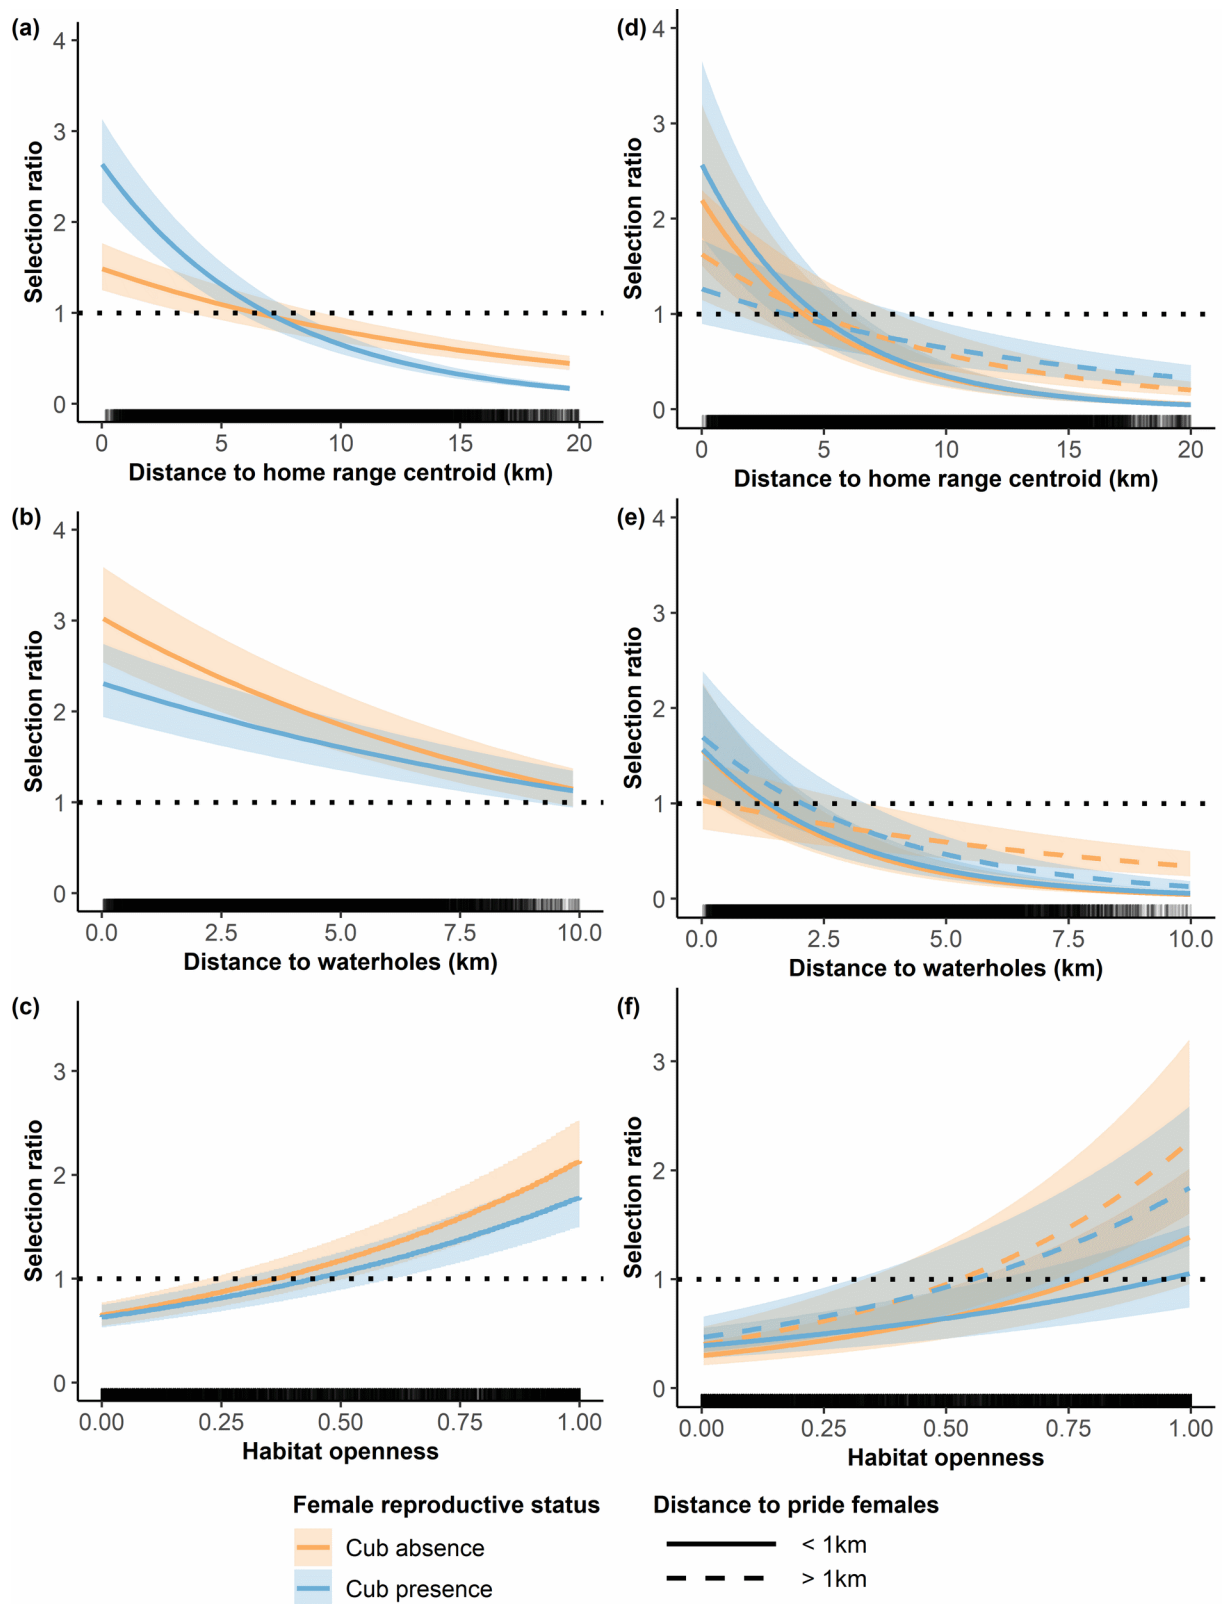 (a)
4
3
2
1
0
Selection ratio
0 5 10 15 20
Distance to home range centroid (km)
(d)
4
3
2
1
0
Selection ratio
0 5 10 15 20
Distance to home range centroid (km)
(b)
4
3
2
1
0
Selection ratio
0.0 2.5 5.0 7.5 10.0
Distance to waterholes (km)
(e)
4
3
2
1
0
Selection ratio
0.0 2.5 5.0 7.5 10.0
Distance to waterholes (km)
(c)
3
2
1
0
Selection ratio
0.00 0.25 0.50 0.75 1.00
Habitat openness
(f)
3
2
1
0
Selection ratio
0.00 0.25 0.50 0.75 1.00
Habitat openness
Female reproductive status
Cub absence
Cub presence
Distance to pride females
< 1km
> 1km